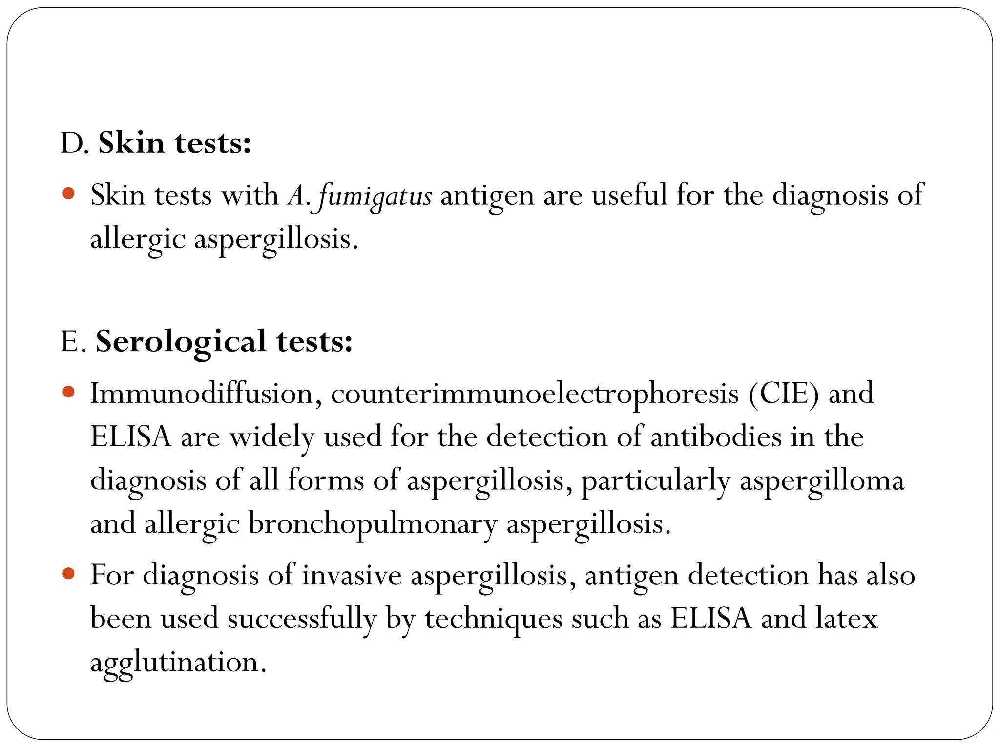 D. Skin tests:
• Skin tests with A. fumigatus antigen are useful for the diagnosis of
allergic aspergillosis.
E. Serological tests:
• Immunodiffusion, counterimmunoelectrophoresis (CIE) and
ELISA are widely used for the detection of antibodies in the
diagnosis of all forms of aspergillosis, particularly aspergilloma
and allergic bronchopulmonary aspergillosis.
• For diagnosis of invasive aspergillosis, antigen detection has also
been used successfully by techniques such as ELISA and latex
agglutination.